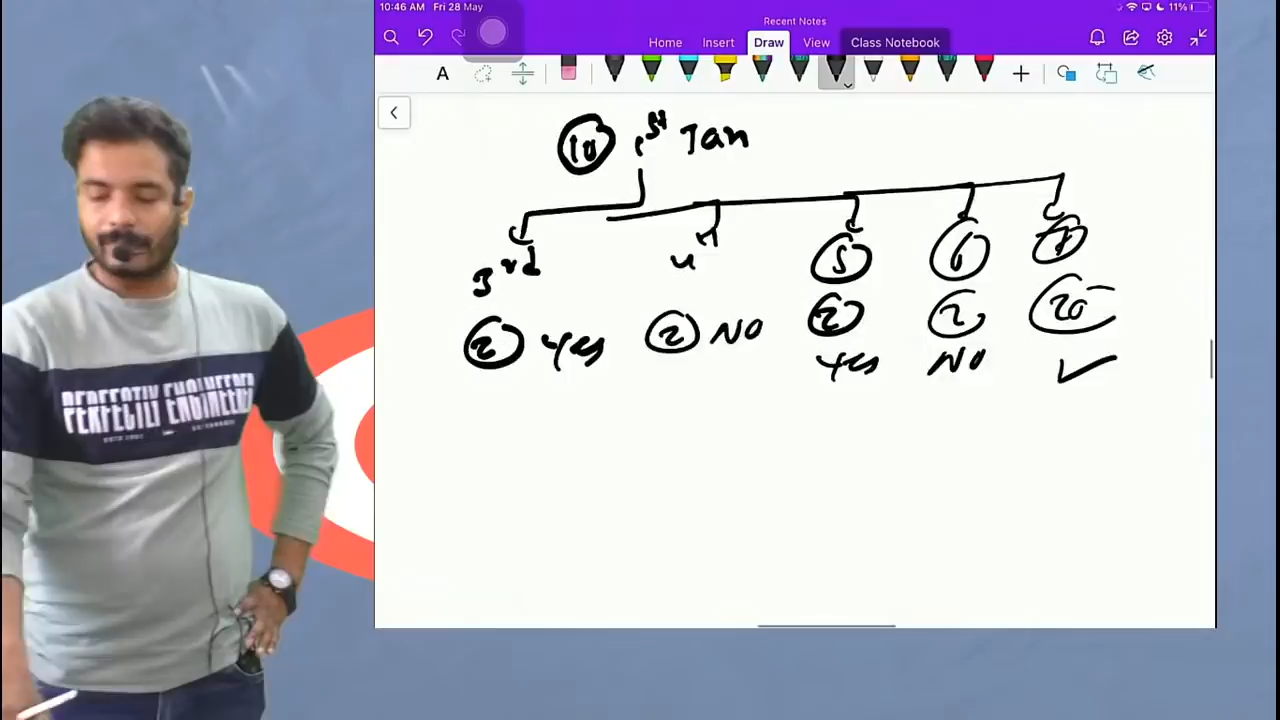 10:46 AM Fri 28 May
11%
Recent Notes
Home Insert Draw View Class Notebook
A
10 1st Jan
3rd 4th 5 6 7
2 Yes 2 NO 2 2 20
Yes NO ✓
PERFECTLY ENGINEERED